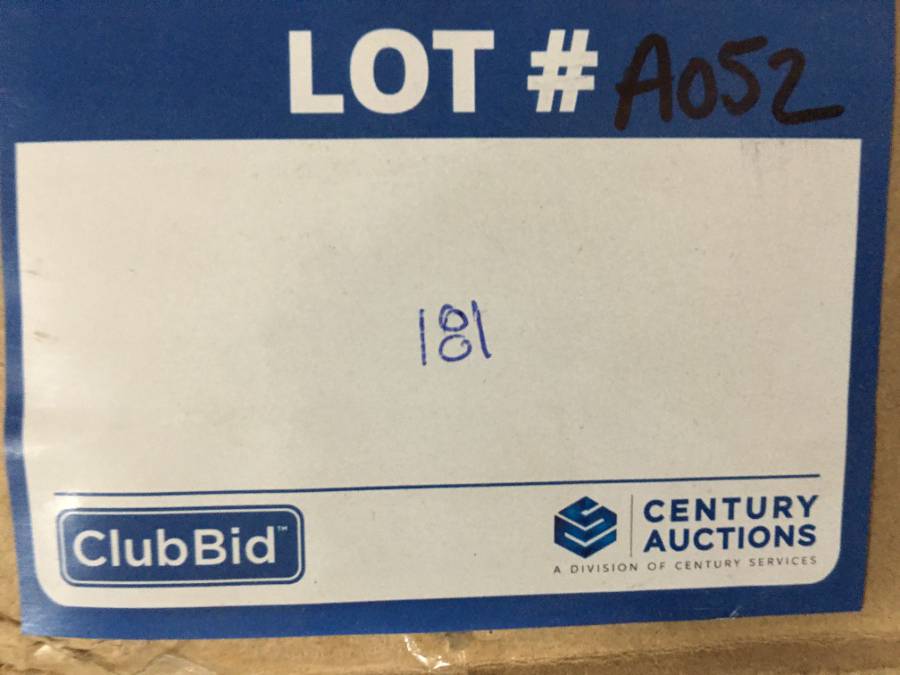 LOT # A052
181
ClubBid™
CENTURY
AUCTIONS
A DIVISION OF CENTURY SERVICES